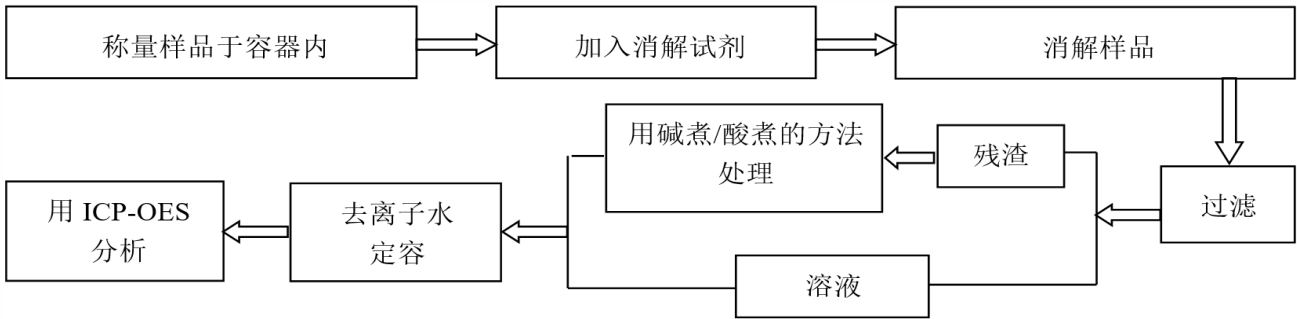 称量样品于容器内
加入消解试剂
消解样品
用碱煮/酸煮的方法
处理
残渣
过滤
用 ICP-OES
分析
去离子水
定容
溶液